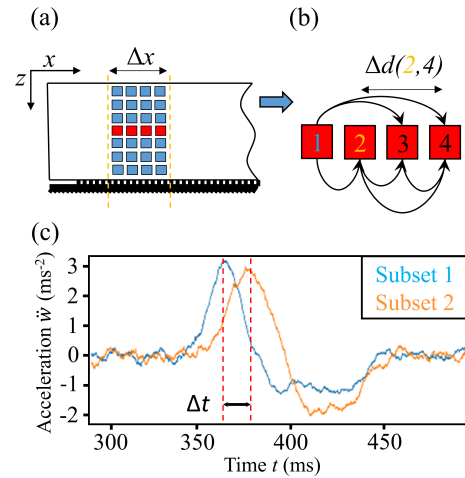 (a)
x
Δx
z
(b)
Δd(2,4)
1 2 3 4
(c)
Acceleration ẅ (ms⁻²)
3
2
1
0
-1
-2
Subset 1
Subset 2
Δt
300 350 400 450
Time t (ms)